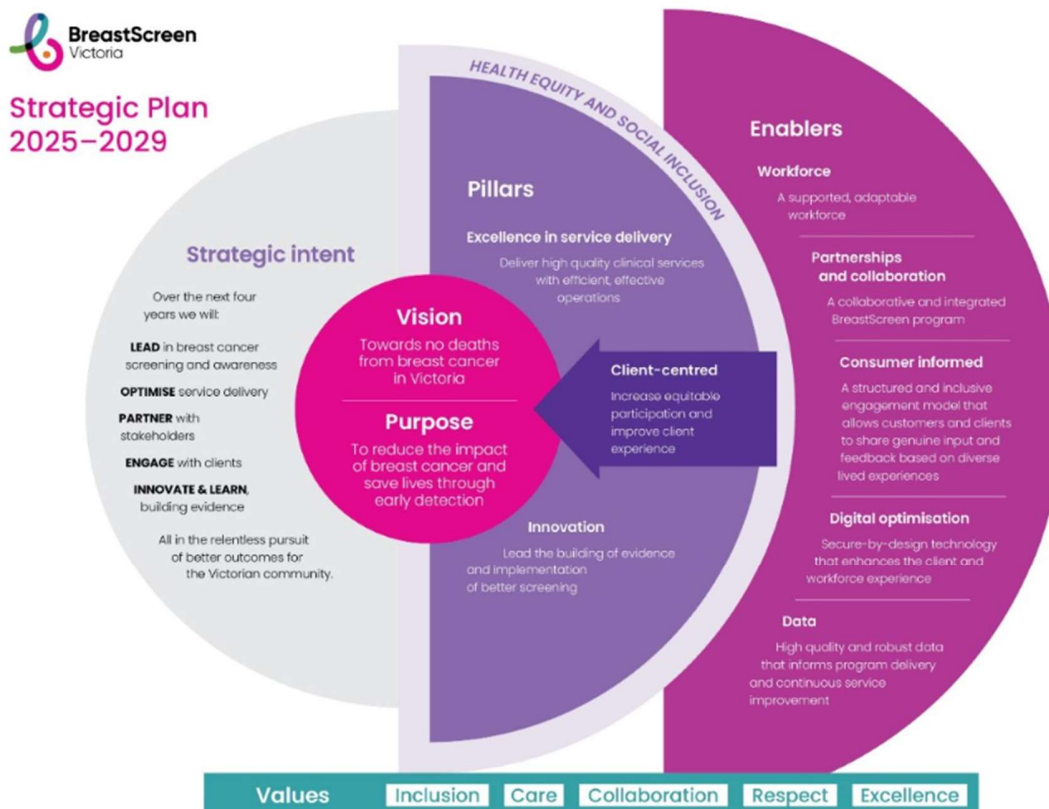 BreastScreen
Victoria
Strategic Plan
2025–2029
Strategic intent
Over the next four
years we will:
LEAD in breast cancer
screening and awareness
OPTIMISE service delivery
PARTNER with
stakeholders
ENGAGE with clients
INNOVATE & LEARN,
building evidence
All in the relentless pursuit
of better outcomes for
the Victorian community.
Vision
Towards no deaths
from breast cancer
in Victoria
Purpose
To reduce the impact
of breast cancer and
save lives through
early detection
HEALTH EQUITY AND SOCIAL INCLUSION
Pillars
Excellence in service delivery
Deliver high quality clinical services
with efficient, effective
operations
Client-centred
Increase equitable
participation and
improve client
experience
Innovation
Lead the building of evidence
and implementation
of better screening
Enablers
Workforce
A supported, adaptable
workforce
Partnerships
and collaboration
A collaborative and integrated
BreastScreen program
Consumer informed
A structured and inclusive
engagement model that
allows customers and clients
to share genuine input and
feedback based on diverse
lived experiences
Digital optimisation
Secure-by-design technology
that enhances the client and
workforce experience
Data
High quality and robust data
that informs program delivery
and continuous service
improvement
Values Inclusion Care Collaboration Respect Excellence